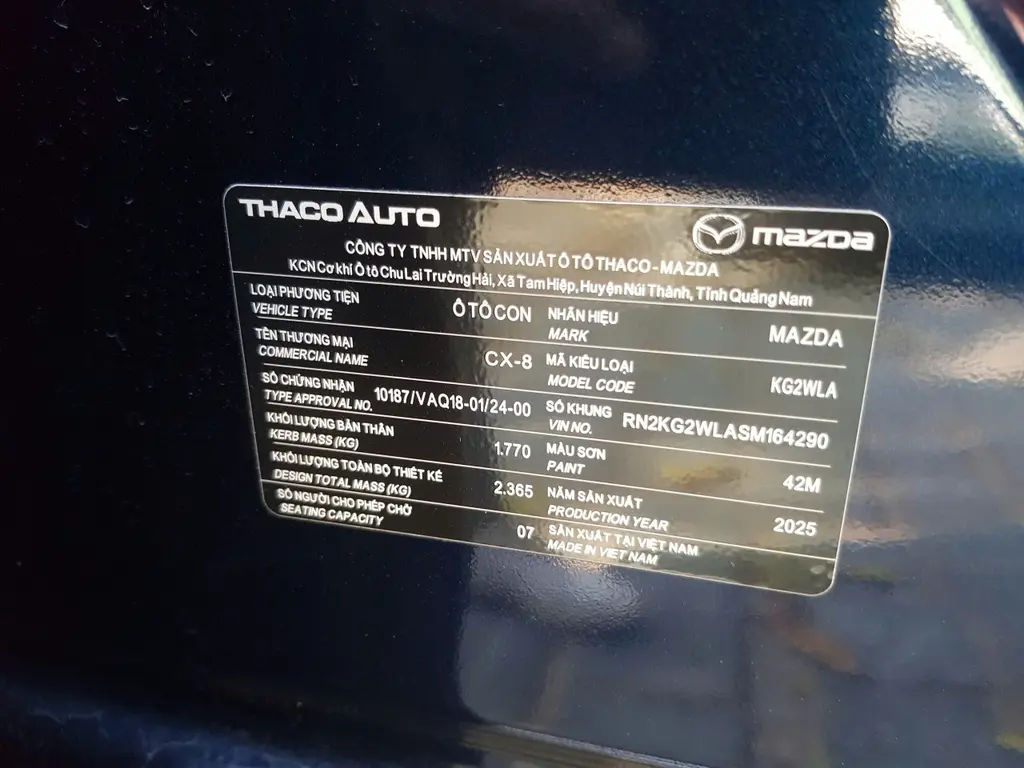 THACO AUTO
mazda
CÔNG TY TNHH MTV SẢN XUẤT Ô TÔ THACO - MAZDA
KCN Cơ khí Ô tô Chu Lai Trường Hải, Xã Tam Hiệp, Huyện Núi Thành, Tỉnh Quảng Nam
LOẠI PHƯƠNG TIỆN Ô TÔ CON NHÃN HIỆU MAZDA
VEHICLE TYPE MARK
TÊN THƯƠNG MẠI CX-8 MÃ KIỂU LOẠI KG2WLA
COMMERCIAL NAME MODEL CODE
SỐ CHỨNG NHẬN 10187/VAQ18-01/24-00 SỐ KHUNG RN2KG2WLASM164290
TYPE APPROVAL NO. VIN NO.
KHỐI LƯỢNG BẢN THÂN 1.770 MÀU SƠN 42M
KERB MASS (KG) PAINT
KHỐI LƯỢNG TOÀN BỘ THIẾT KẾ 2.365 NĂM SẢN XUẤT 2025
DESIGN TOTAL MASS (KG) PRODUCTION YEAR
SỐ NGƯỜI CHO PHÉP CHỞ 07 SẢN XUẤT TẠI VIỆT NAM
SEATING CAPACITY MADE IN VIET NAM